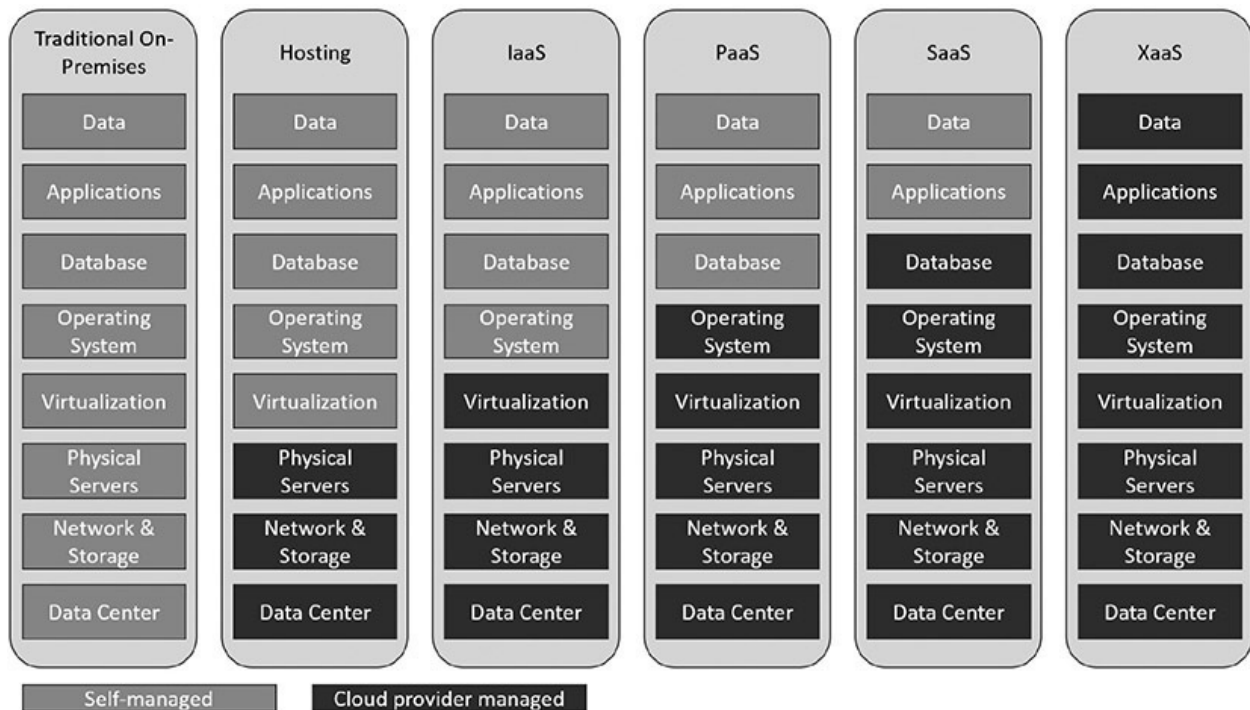 Traditional On-
Premises
Data
Applications
Database
Operating
System
Virtualization
Physical
Servers
Network &
Storage
Data Center
Hosting
Data
Applications
Database
Operating
System
Virtualization
Physical
Servers
Network &
Storage
Data Center
IaaS
Data
Applications
Database
Operating
System
Virtualization
Physical
Servers
Network &
Storage
Data Center
PaaS
Data
Applications
Database
Operating
System
Virtualization
Physical
Servers
Network &
Storage
Data Center
SaaS
Data
Applications
Database
Operating
System
Virtualization
Physical
Servers
Network &
Storage
Data Center
XaaS
Data
Applications
Database
Operating
System
Virtualization
Physical
Servers
Network &
Storage
Data Center
Self-managed
Cloud provider managed